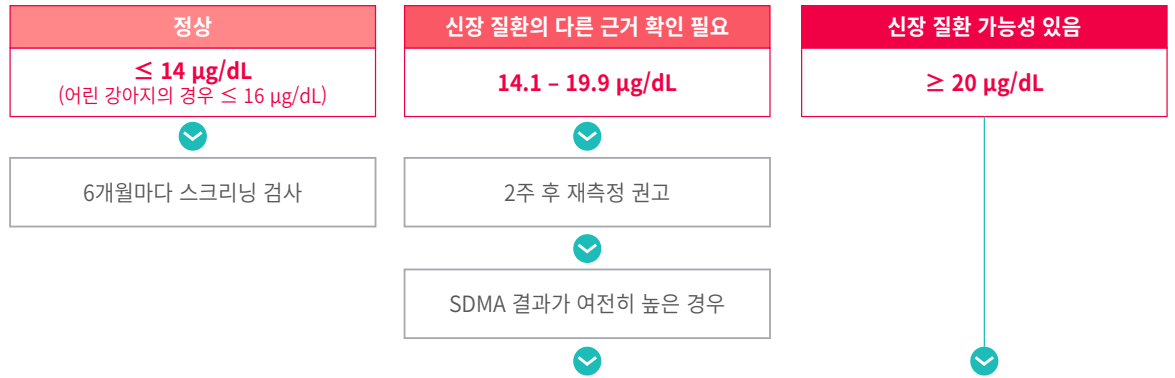 정상
≤ 14 µg/dL
(어린 강아지의 경우 ≤ 16 µg/dL)
6개월마다 스크리닝 검사
신장 질환의 다른 근거 확인 필요
14.1 – 19.9 µg/dL
2주 후 재측정 권고
SDMA 결과가 여전히 높은 경우
신장 질환 가능성 있음
≥ 20 µg/dL